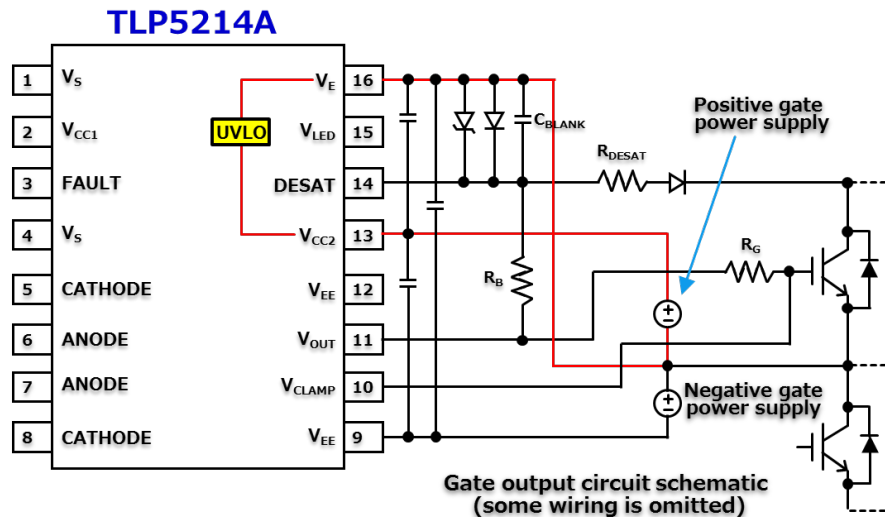 TLP5214A
1 VS
2 VCC1
3 FAULT
4 VS
5 CATHODE
6 ANODE
7 ANODE
8 CATHODE
UVLO
VE 16
VLED 15
DESAT 14
VCC2 13
VEE 12
VOUT 11
VCLAMP 10
VEE 9
CBLANK
RDESAT
RB
RG
Positive gate
power supply
Negative gate
power supply
Gate output circuit schematic
(some wiring is omitted)